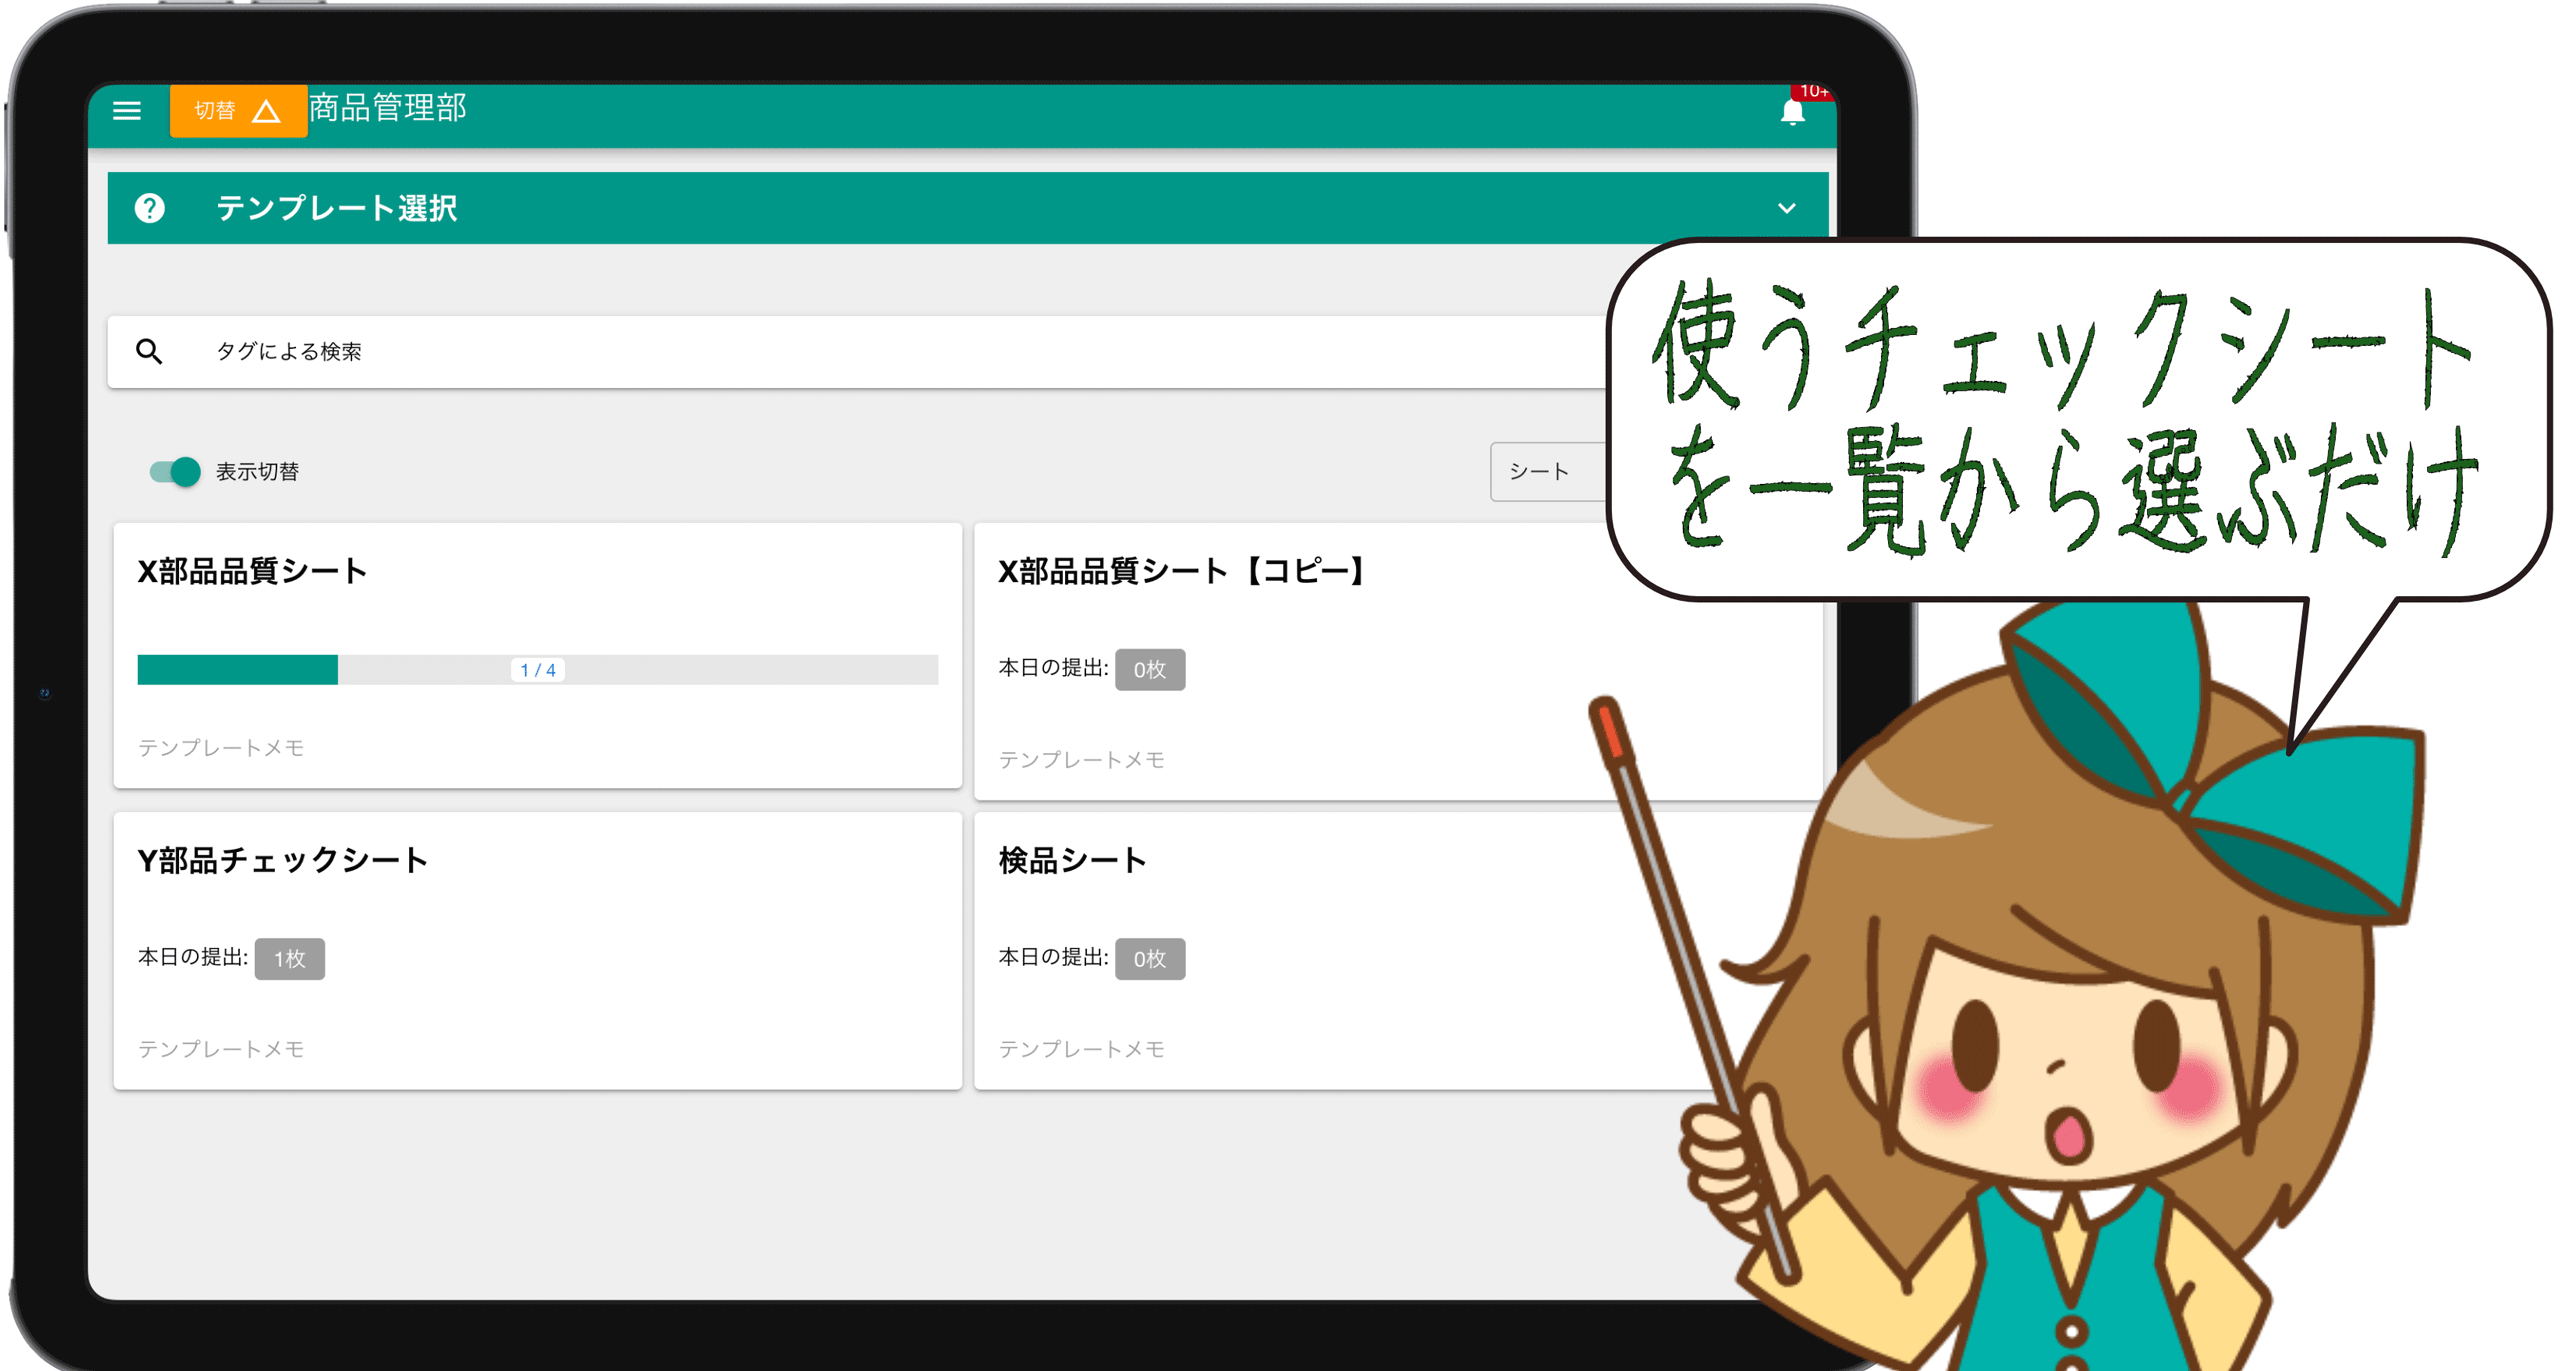 切替 商品管理部 10+
テンプレート選択
タグによる検索
表示切替
シート
X部品品質シート
1 / 4
テンプレートメモ
X部品品質シート【コピー】
本日の提出: 0枚
テンプレートメモ
Y部品チェックシート
本日の提出: 1枚
テンプレートメモ
検品シート
本日の提出: 0枚
テンプレートメモ
使うチェックシート
を一覧から選ぶだけ